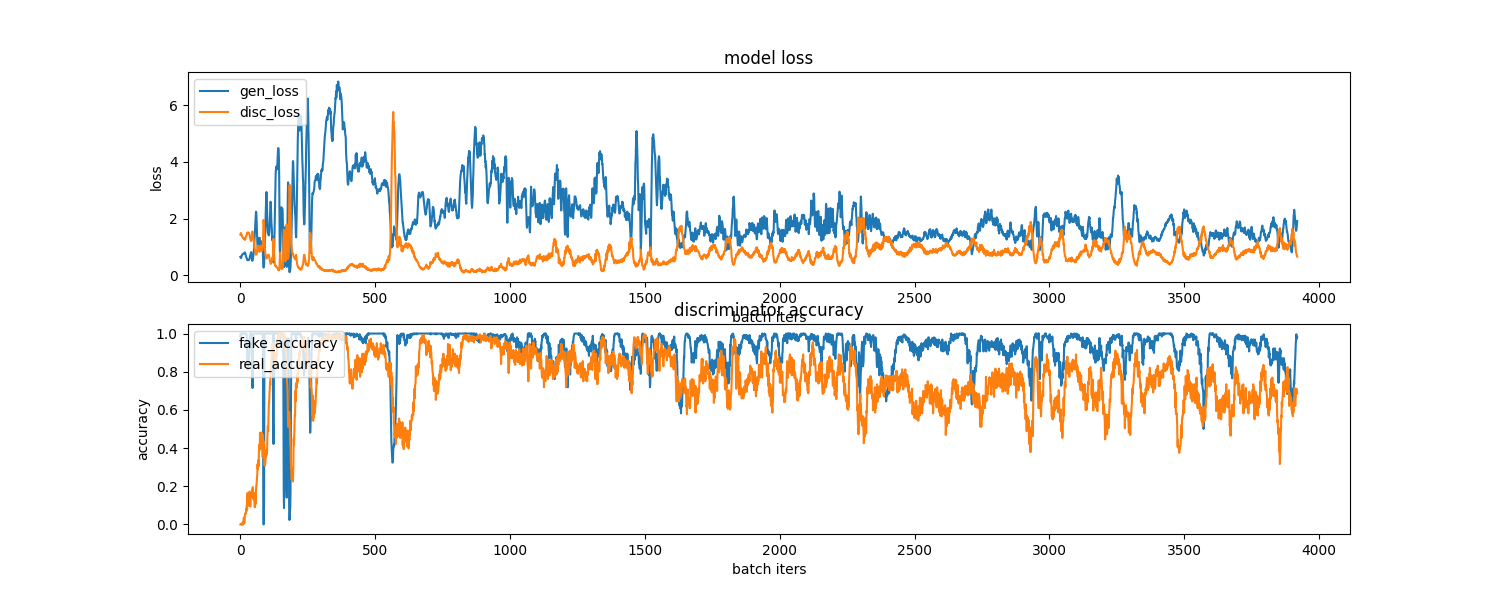 model loss
gen_loss
disc_loss
loss
6
4
2
0
0 500 1000 1500 2000 2500 3000 3500 4000
batch iters
discriminator accuracy
fake_accuracy
real_accuracy
accuracy
1.0
0.8
0.6
0.4
0.2
0.0
0 500 1000 1500 2000 2500 3000 3500 4000
batch iters